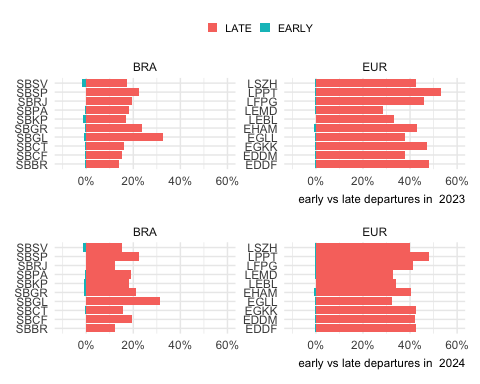 LATE EARLY
BRA EUR
SBSV LSZH
SBSP LPPT
SBRJ LFPG
SBPA LEMD
SBKP LEBL
SBGR EHAM
SBGL EGLL
SBCT EGKK
SBCF EDDM
SBBR EDDF
0% 20% 40% 60% 0% 20% 40% 60%
early vs late departures in 2023
BRA EUR
SBSV LSZH
SBSP LPPT
SBRJ LFPG
SBPA LEMD
SBKP LEBL
SBGR EHAM
SBGL EGLL
SBCT EGKK
SBCF EDDM
SBBR EDDF
0% 20% 40% 60% 0% 20% 40% 60%
early vs late departures in 2024